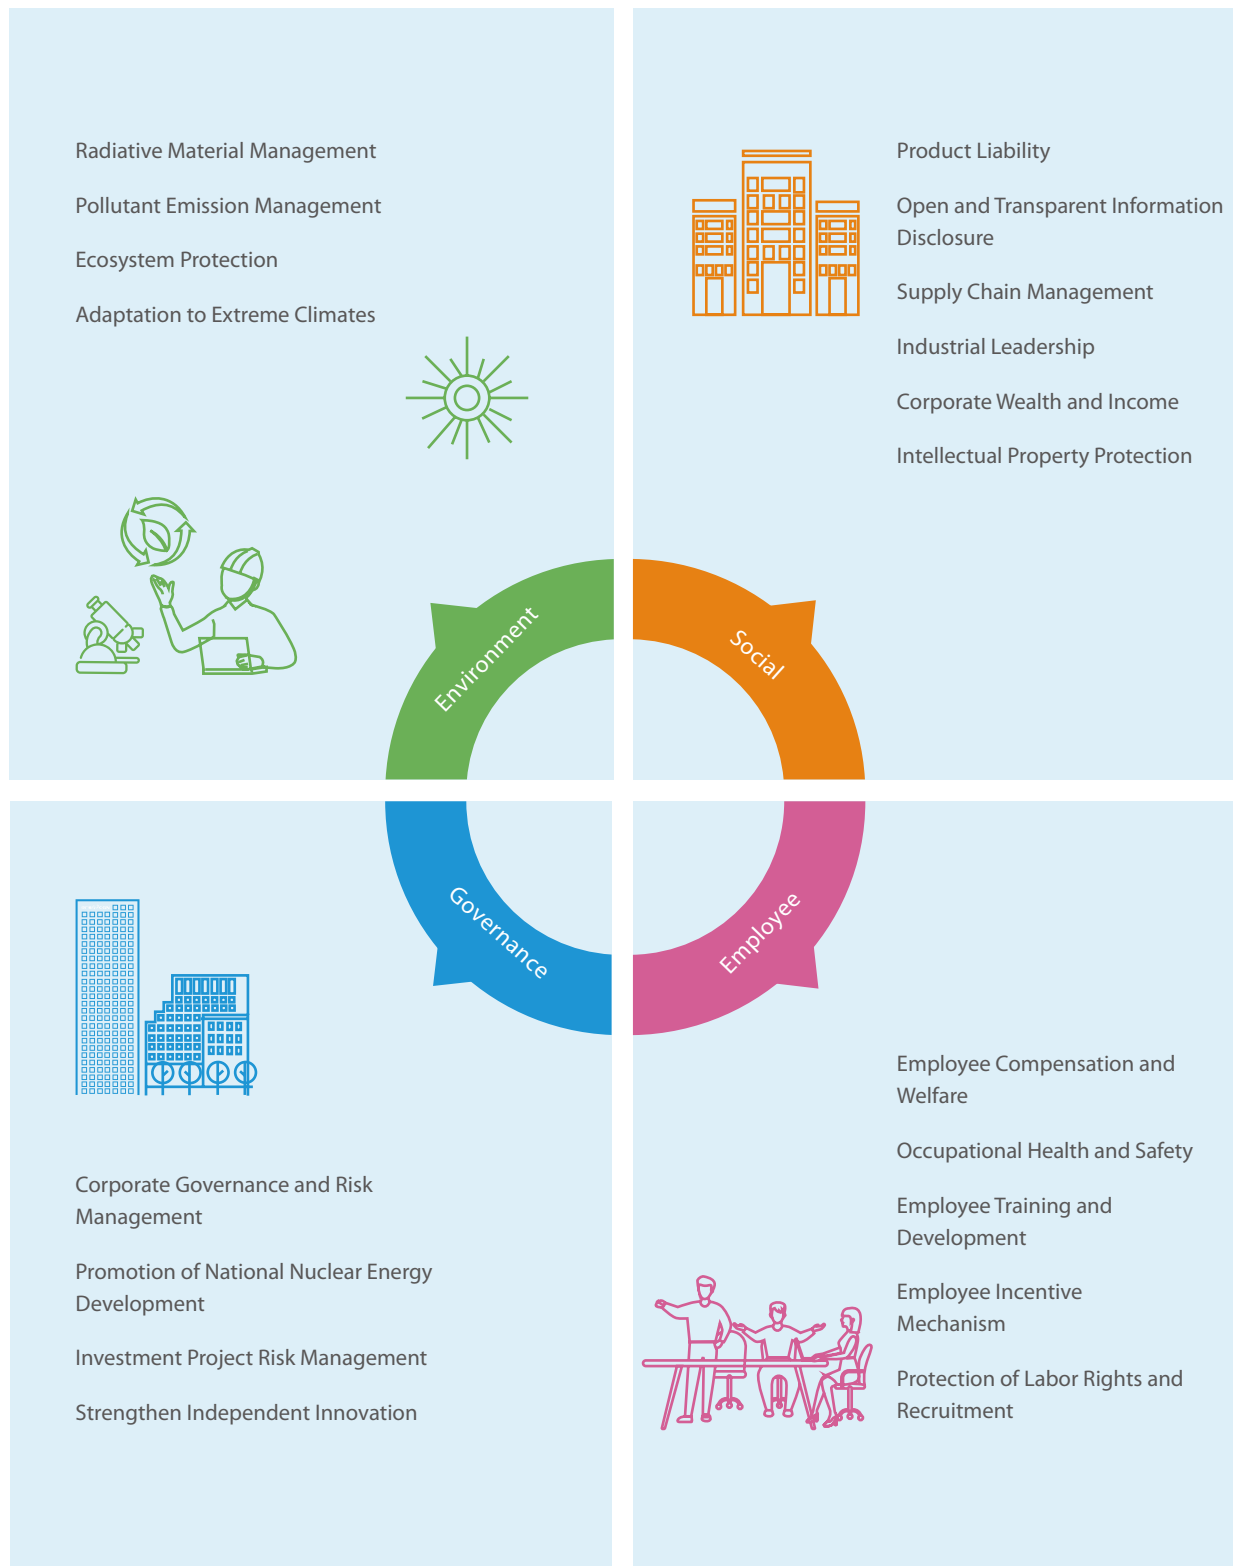 Radiative Material Management
Pollutant Emission Management
Ecosystem Protection
Adaptation to Extreme Climates
Environment
Product Liability
Open and Transparent Information
Disclosure
Supply Chain Management
Industrial Leadership
Corporate Wealth and Income
Intellectual Property Protection
Social
Governance
Corporate Governance and Risk
Management
Promotion of National Nuclear Energy
Development
Investment Project Risk Management
Strengthen Independent Innovation
Employee
Employee Compensation and
Welfare
Occupational Health and Safety
Employee Training and
Development
Employee Incentive
Mechanism
Protection of Labor Rights and
Recruitment